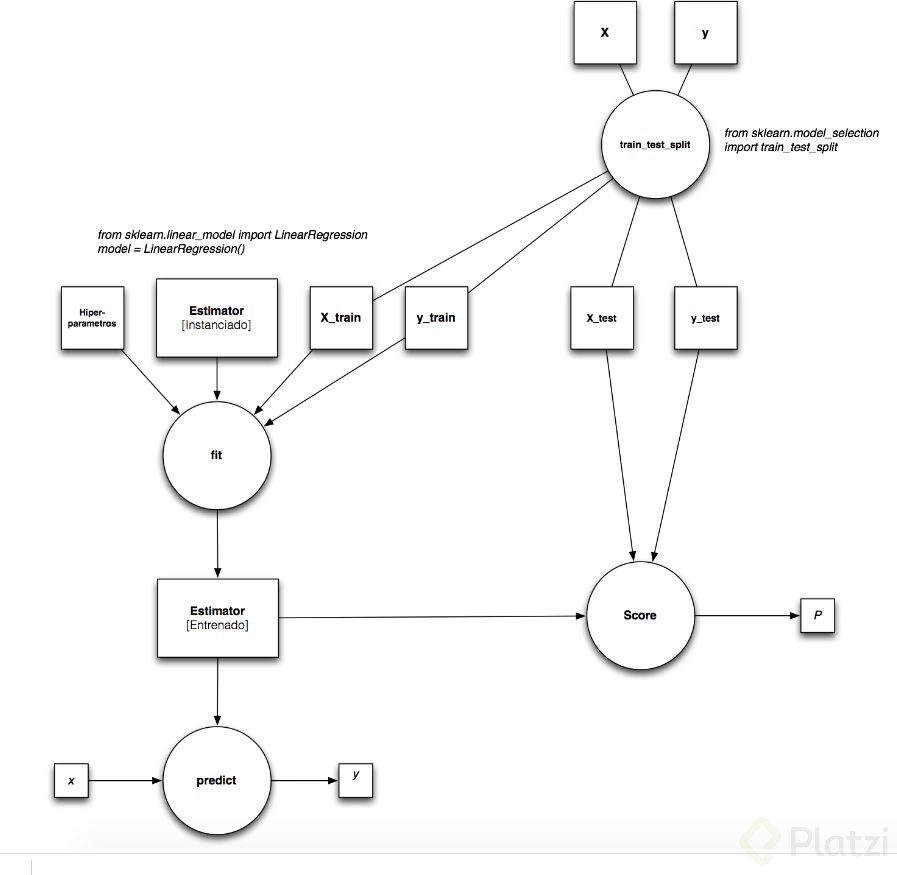 X
y
train_test_split
from sklearn.model_selection
import train_test_split
from sklearn.linear_model import LinearRegression
model = LinearRegression()
Hiper-
parametros
Estimator
[Instanciado]
X_train
y_train
X_test
y_test
fit
Estimator
[Entrenado]
Score
P
x
predict
y
Platzi